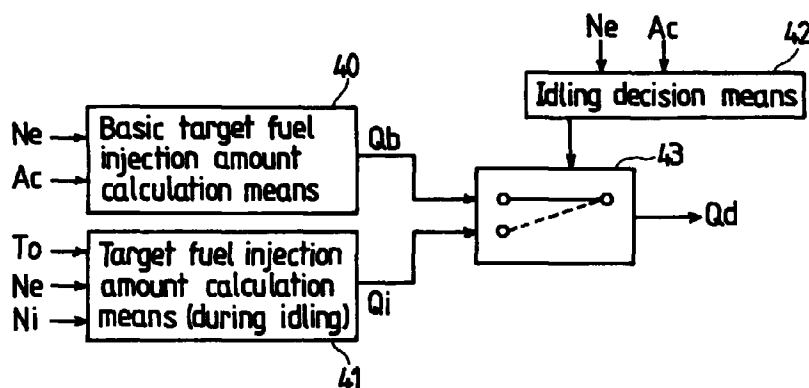 Ne
Ac
42
Idling decision means
40
Ne
Ac
Basic target fuel
injection amount
calculation means
Qb
43
Qd
To
Ne
Ni
Target fuel injection
amount calculation
means (during idling)
Qi
41